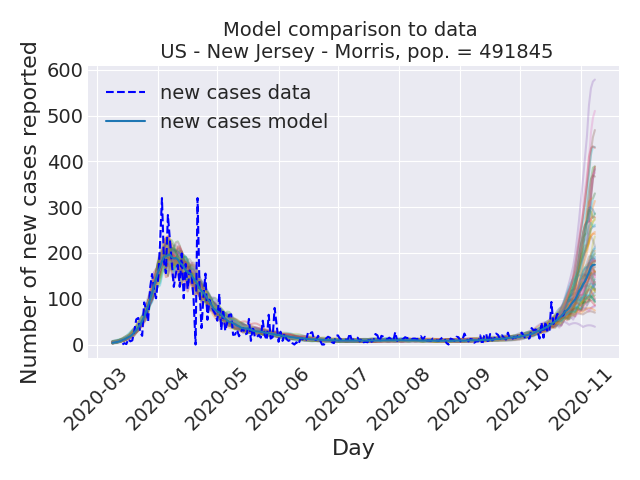 Model comparison to data
US - New Jersey - Morris, pop. = 491845
Number of new cases reported
600
500
400
300
200
100
0
new cases data
new cases model
2020-03
2020-04
2020-05
2020-06
2020-07
2020-08
2020-09
2020-10
2020-11
Day